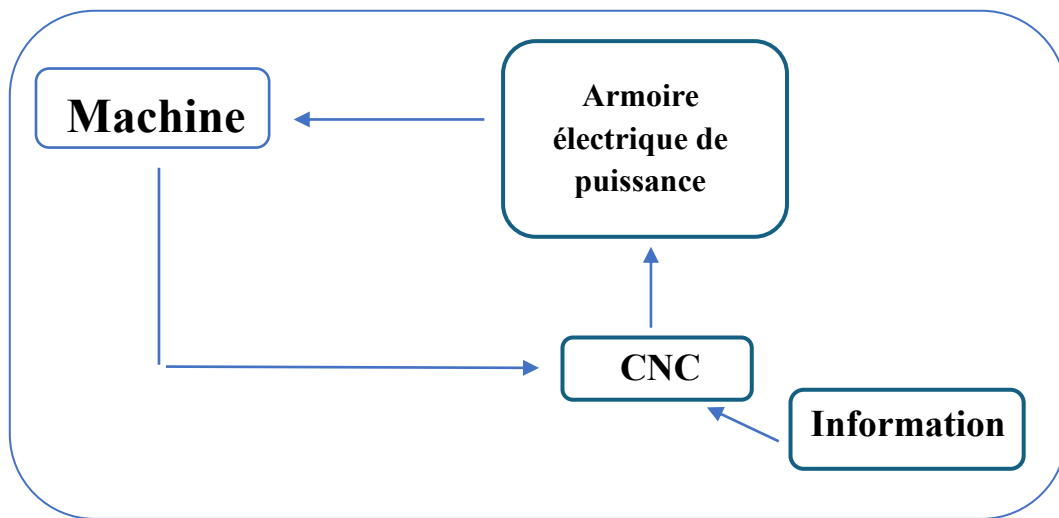 Machine
Armoire
électrique de
puissance
CNC
Information